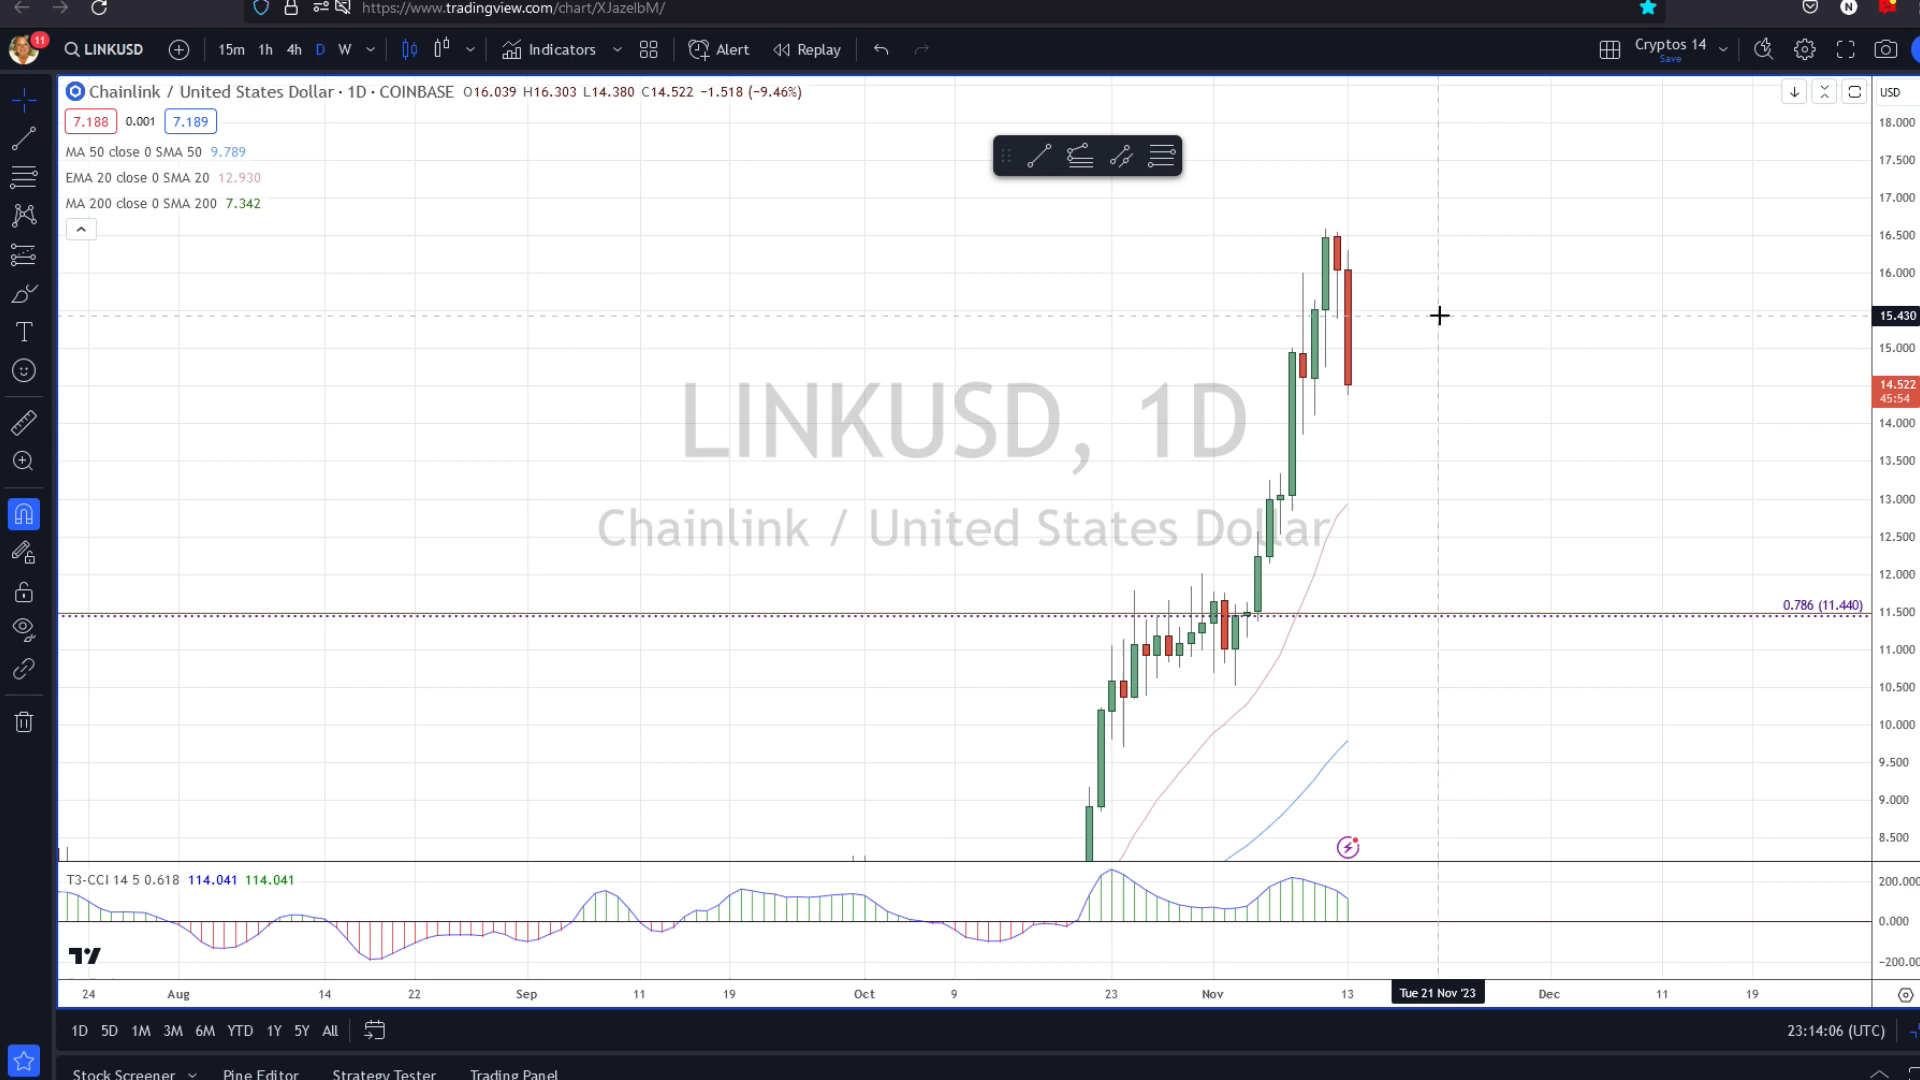 https://www.tradingview.com/chart/XJazelbM/
N
11
LINKUSD 15m 1h 4h D W Indicators Alert Replay Cryptos 14
Save
Chainlink / United States Dollar · 1D · COINBASE O16.039 H16.303 L14.380 C14.522 −1.518 (−9.46%)
USD
7.188 0.001 7.189
MA 50 close 0 SMA 50 9.789
EMA 20 close 0 SMA 20 12.930
MA 200 close 0 SMA 200 7.342
18.000
17.500
17.000
16.500
16.000
15.430
15.000
14.522
45:54
14.000
13.500
13.000
12.500
12.000
11.500
11.000
10.500
10.000
9.500
9.000
8.500
LINKUSD, 1D
Chainlink / United States Dollar
0.786 (11.440)
T3-CCI 14 5 0.618 114.041 114.041
200.000
0.000
−200.00
24 Aug 14 22 Sep 11 19 Oct 9 23 Nov 13 Tue 21 Nov '23 Dec 11 19
1D 5D 1M 3M 6M YTD 1Y 5Y All
23:14:06 (UTC)
Stock Screener Pine Editor Strategy Tester Trading Panel